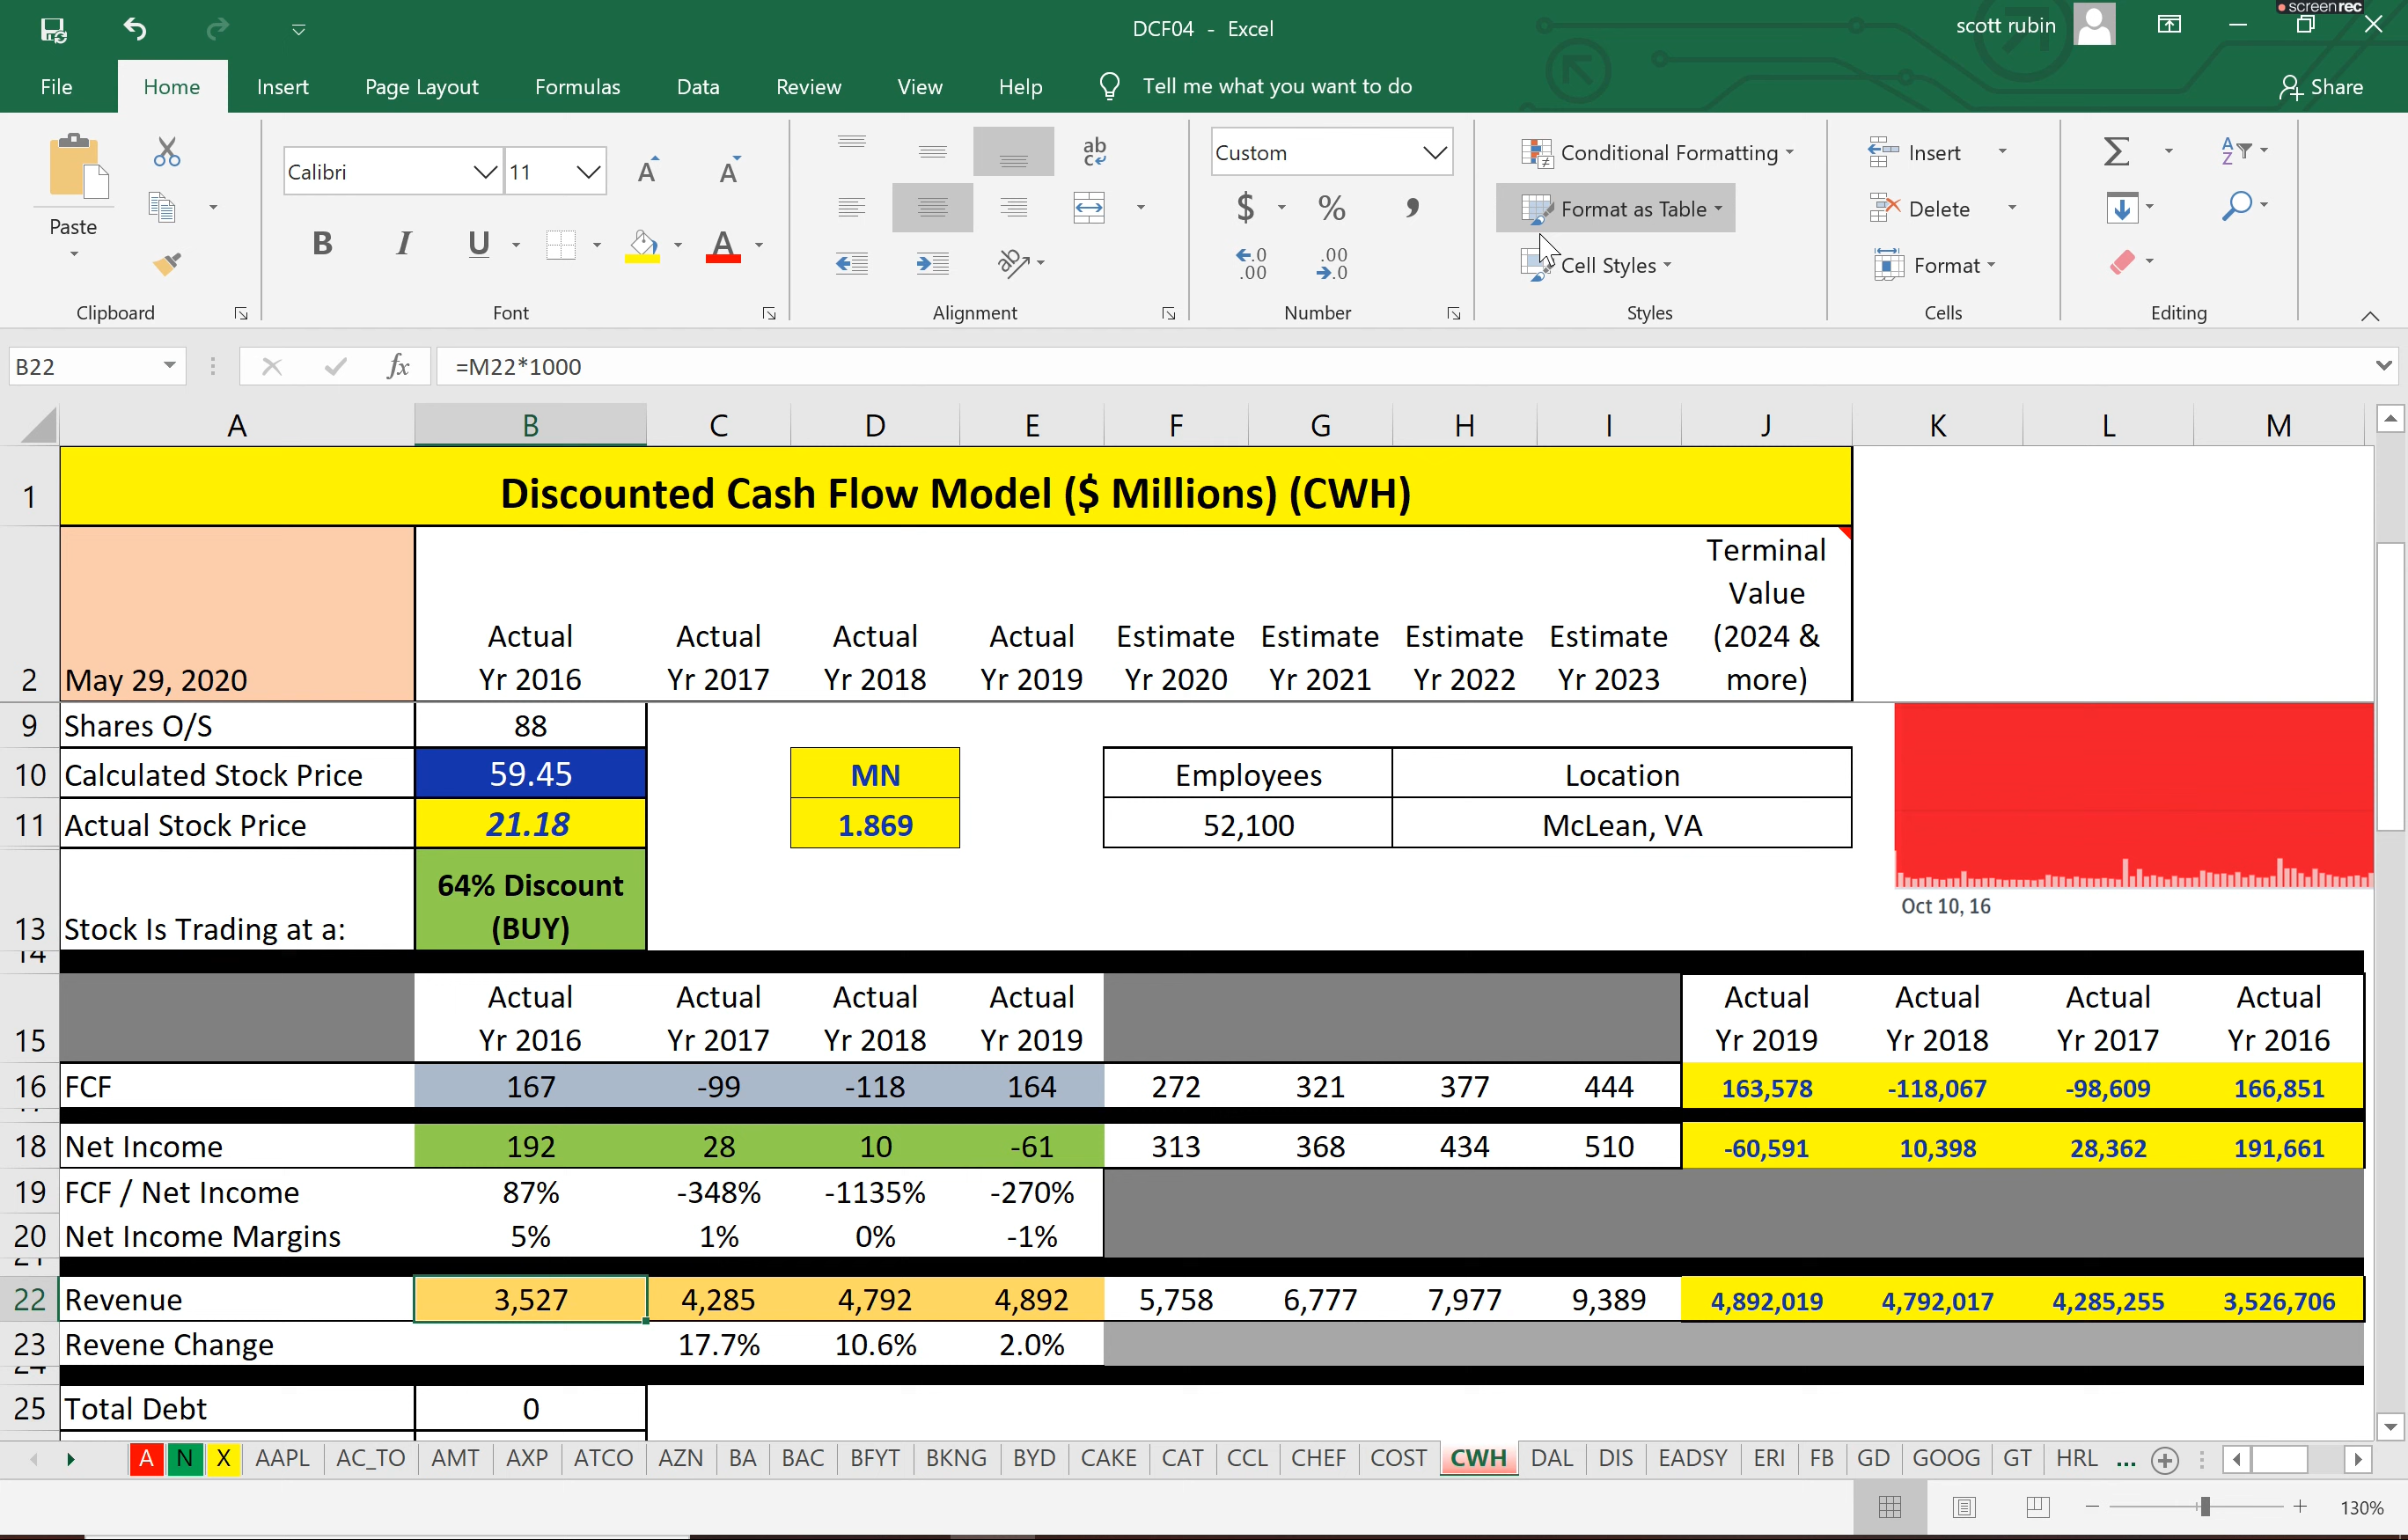 screenrec
DCF04 - Excel
scott rubin
File Home Insert Page Layout Formulas Data Review View Help Tell me what you want to do Share
Paste
Calibri 11
B I U A
ab
c
Custom
$ % ,
.00 .0
Conditional Formatting
Format as Table
Cell Styles
Insert
Delete
Format
Clipboard Font Alignment Number Styles Cells Editing
B22 fx =M22*1000
A B C D E F G H I J K L M
1 Discounted Cash Flow Model ($ Millions) (CWH)
2 May 29, 2020 Actual Yr 2016 Actual Yr 2017 Actual Yr 2018 Actual Yr 2019 Estimate Yr 2020 Estimate Yr 2021 Estimate Yr 2022 Estimate Yr 2023 Terminal Value (2024 & more)
9 Shares O/S 88
10 Calculated Stock Price 59.45 MN Employees Location
11 Actual Stock Price 21.18 1.869 52,100 McLean, VA
Oct 10, 16
13 Stock Is Trading at a: 64% Discount (BUY)
14
15 Actual Yr 2016 Actual Yr 2017 Actual Yr 2018 Actual Yr 2019 Actual Yr 2019 Actual Yr 2018 Actual Yr 2017 Actual Yr 2016
16 FCF 167 -99 -118 164 272 321 377 444 163,578 -118,067 -98,609 166,851
18 Net Income 192 28 10 -61 313 368 434 510 -60,591 10,398 28,362 191,661
19 FCF / Net Income 87% -348% -1135% -270%
20 Net Income Margins 5% 1% 0% -1%
22 Revenue 3,527 4,285 4,792 4,892 5,758 6,777 7,977 9,389 4,892,019 4,792,017 4,285,255 3,526,706
23 Revene Change 17.7% 10.6% 2.0%
24
25 Total Debt 0
A N X AAPL AC_TO AMT AXP ATCO AZN BA BAC BFYT BKNG BYD CAKE CAT CCL CHEF COST CWH DAL DIS EADSY ERI FB GD GOOG GT HRL ...
130%